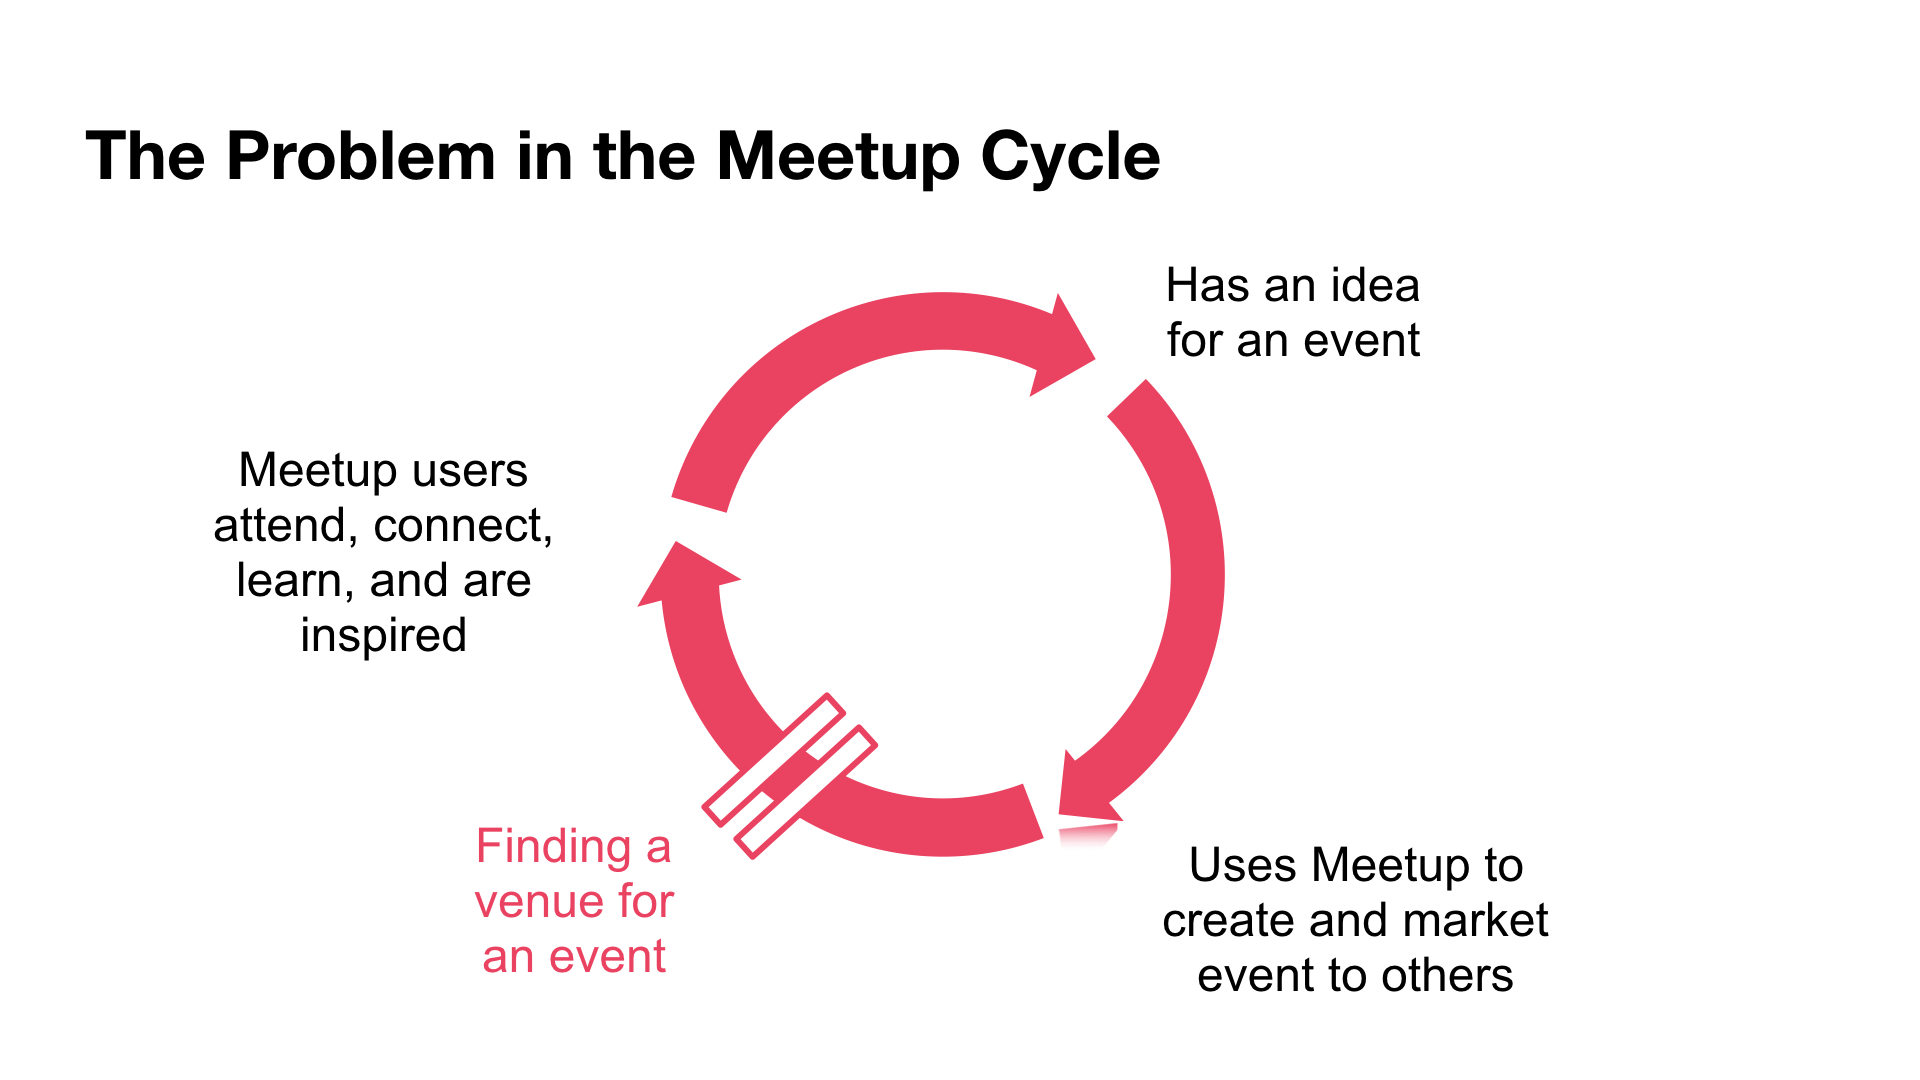 The Problem in the Meetup Cycle
Has an idea
for an event
Meetup users
attend, connect,
learn, and are
inspired
Finding a
venue for
an event
Uses Meetup to
create and market
event to others